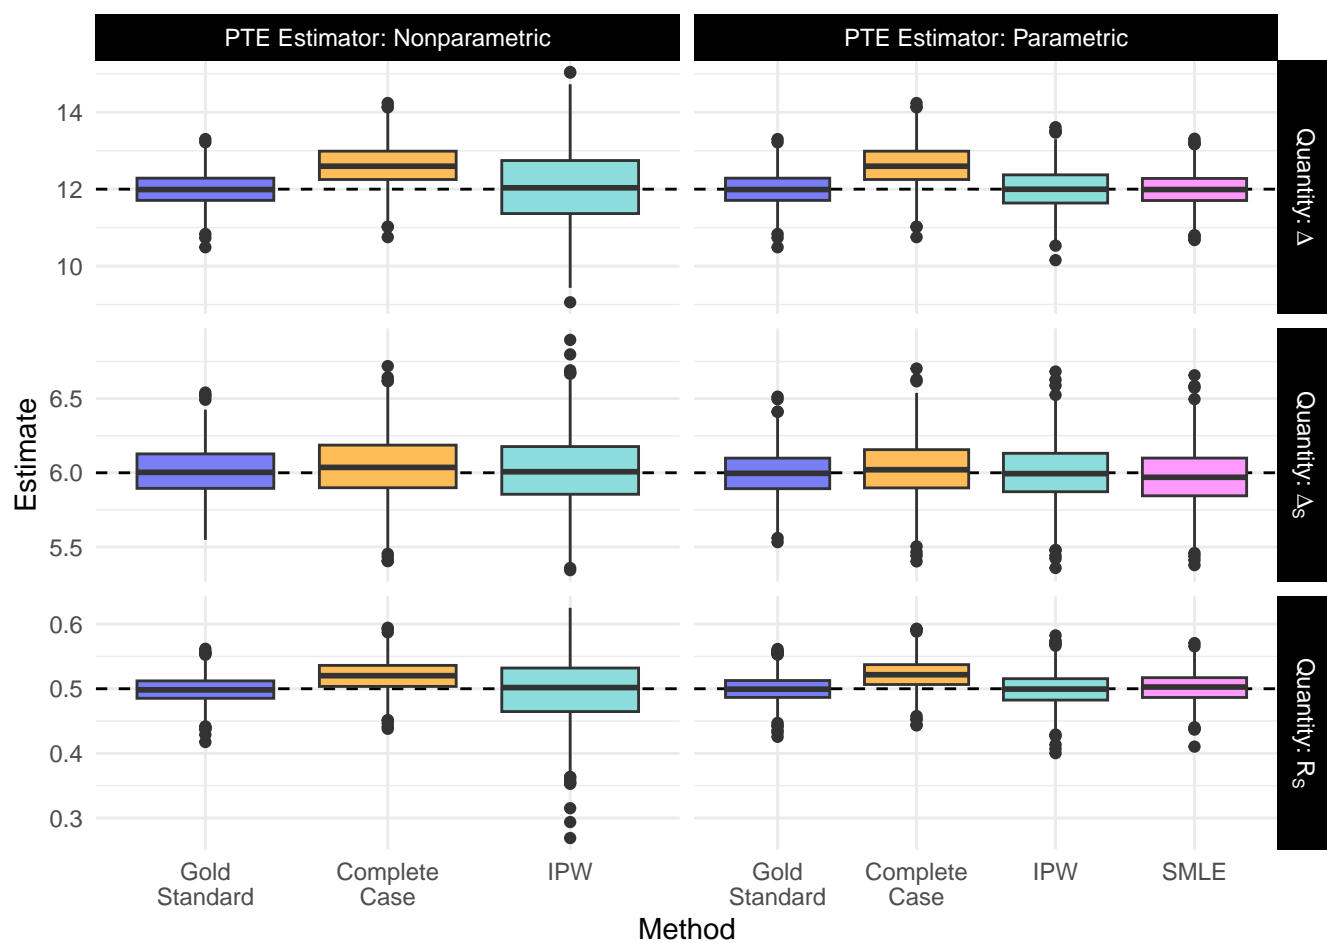 PTE Estimator: Nonparametric
PTE Estimator: Parametric
14
12
10
Quantity: Δ
Estimate
6.5
6.0
5.5
Quantity: Δ_S
0.6
0.5
0.4
0.3
Quantity: R_S
Gold
Standard
Complete
Case
IPW
Gold
Standard
Complete
Case
IPW
SMLE
Method